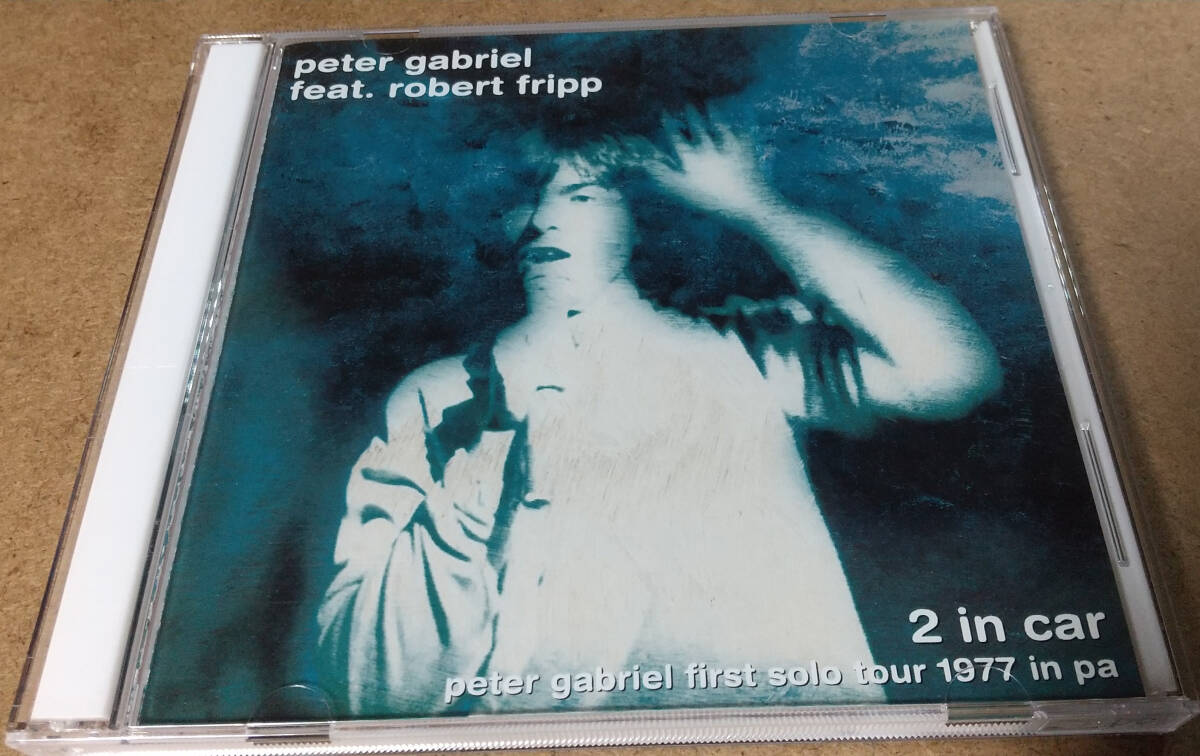 peter gabriel
feat. robert fripp
2 in car
peter gabriel first solo tour 1977 in pa